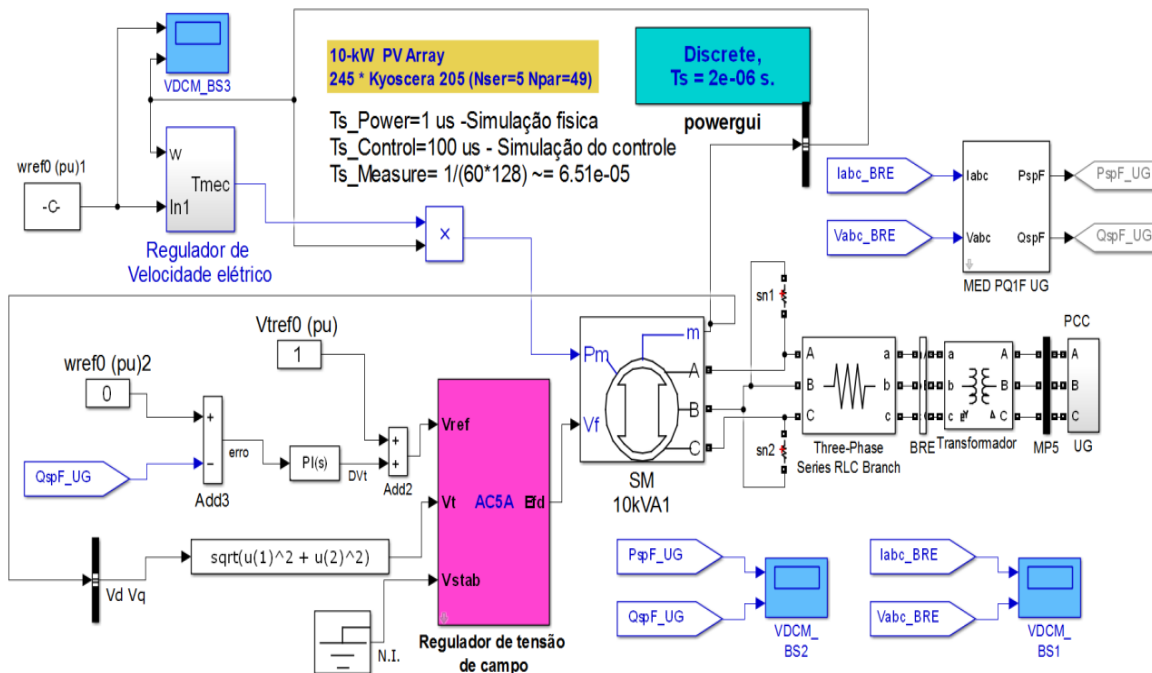 VDCM_BS3
10-kW PV Array
245 * Kyoscera 205 (Nser=5 Npar=49)
Discrete,
Ts = 2e-06 s.
powergui
Ts_Power=1 us -Simulação fisica
Ts_Control=100 us - Simulação do controle
Ts_Measure= 1/(60*128) ~= 6.51e-05
wref0 (pu)1
-C-
w
Tmec
In1
Regulador de
Velocidade elétrico
x
Iabc_BRE
Vabc_BRE
Iabc
PspF
Vabc
QspF
PspF_UG
QspF_UG
MED PQ1F UG
Vtref0 (pu)
1
wref0 (pu)2
0
+
−
erro
Add3
QspF_UG
PI(s)
DVt
+
+
Add2
Vref
Vt
AC5A
Efd
Vstab
Regulador de tensão
de campo
sqrt(u(1)^2 + u(2)^2)
Vd Vq
N.I.
Pm
m
A
B
C
Vf
SM
10kVA1
sn1
sn2
A
a
B
b
C
c
Three-Phase
Series RLC Branch
BRE
a
A
b
B
c
C
Transformador
MP5
PCC
A
B
C
UG
PspF_UG
QspF_UG
VDCM_
BS2
Iabc_BRE
Vabc_BRE
VDCM_
BS1